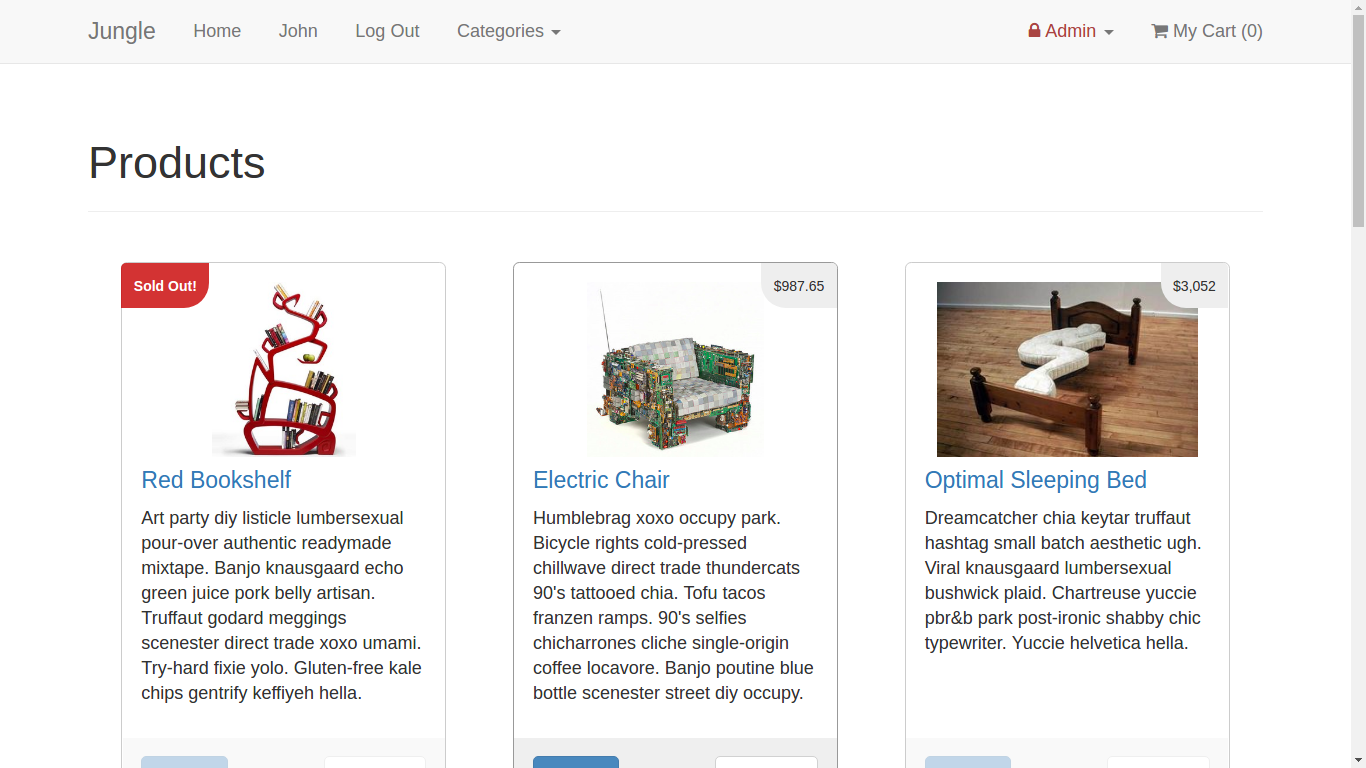 Jungle Home John Log Out Categories Admin My Cart (0)
Products
Sold Out!
Red Bookshelf
Art party diy listicle lumbersexual
pour-over authentic readymade
mixtape. Banjo knausgaard echo
green juice pork belly artisan.
Truffaut godard meggings
scenester direct trade xoxo umami.
Try-hard fixie yolo. Gluten-free kale
chips gentrify keffiyeh hella.
$987.65
Electric Chair
Humblebrag xoxo occupy park.
Bicycle rights cold-pressed
chillwave direct trade thundercats
90's tattooed chia. Tofu tacos
franzen ramps. 90's selfies
chicharrones cliche single-origin
coffee locavore. Banjo poutine blue
bottle scenester street diy occupy.
$3,052
Optimal Sleeping Bed
Dreamcatcher chia keytar truffaut
hashtag small batch aesthetic ugh.
Viral knausgaard lumbersexual
bushwick plaid. Chartreuse yuccie
pbr&b park post-ironic shabby chic
typewriter. Yuccie helvetica hella.